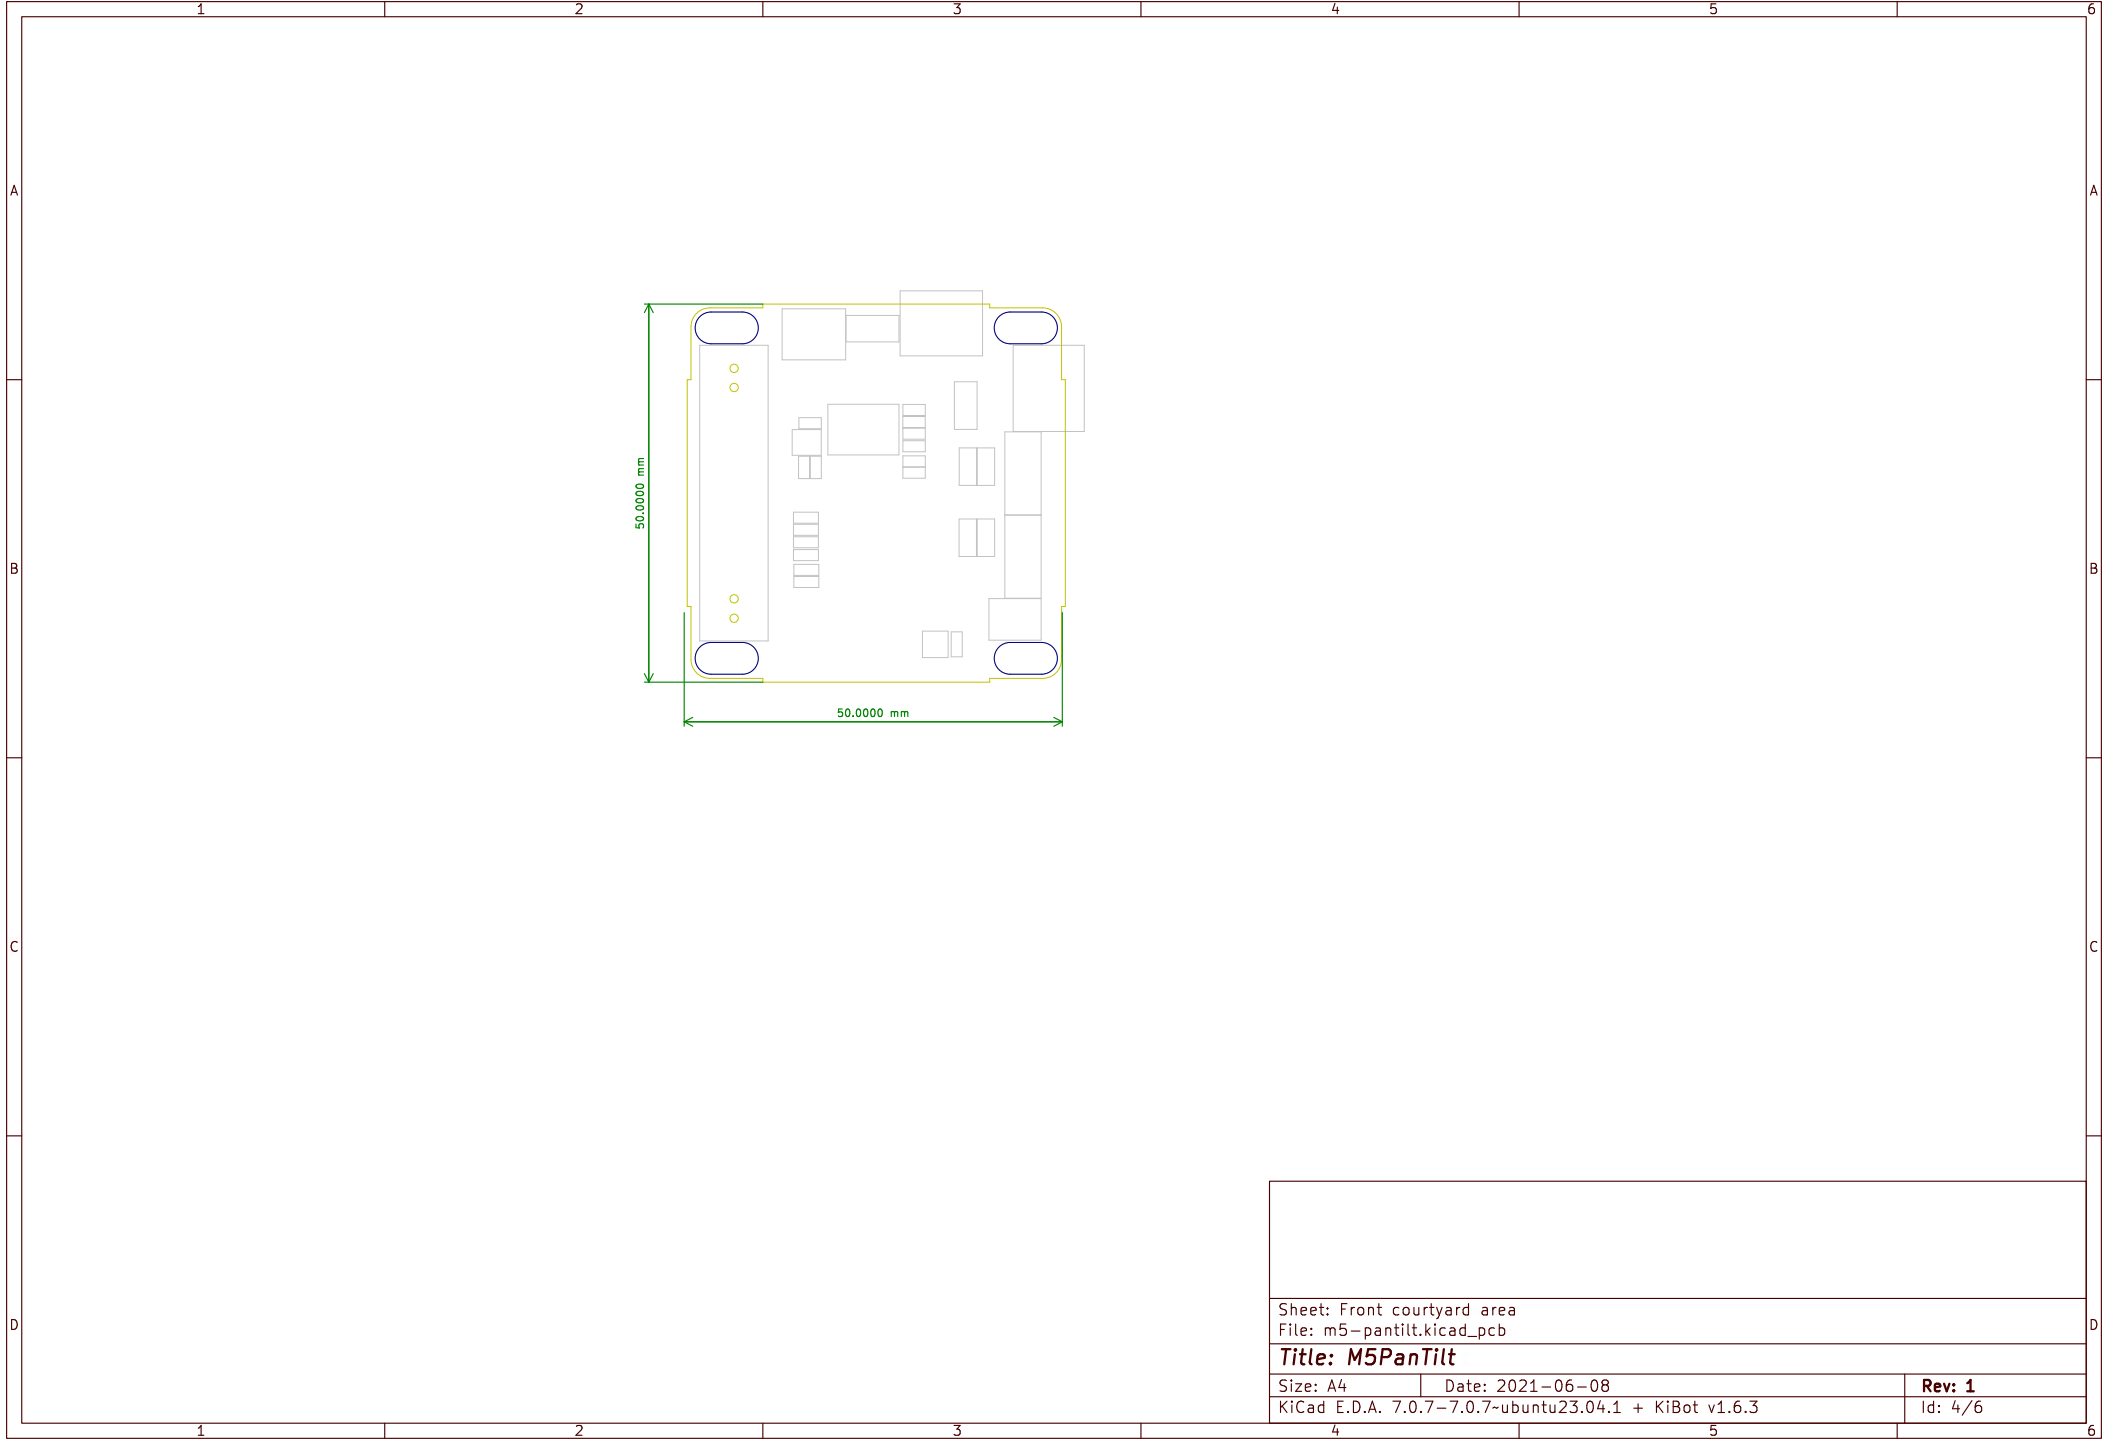 1 2 3 4 5 6
A A
50.0000 mm
B B
50.0000 mm
C C
D D
Sheet: Front courtyard area
File: m5-pantilt.kicad_pcb
Title: M5PanTilt
Size: A4 Date: 2021-06-08 Rev: 1
KiCad E.D.A. 7.0.7-7.0.7~ubuntu23.04.1 + KiBot v1.6.3 Id: 4/6
1 2 3 4 5 6